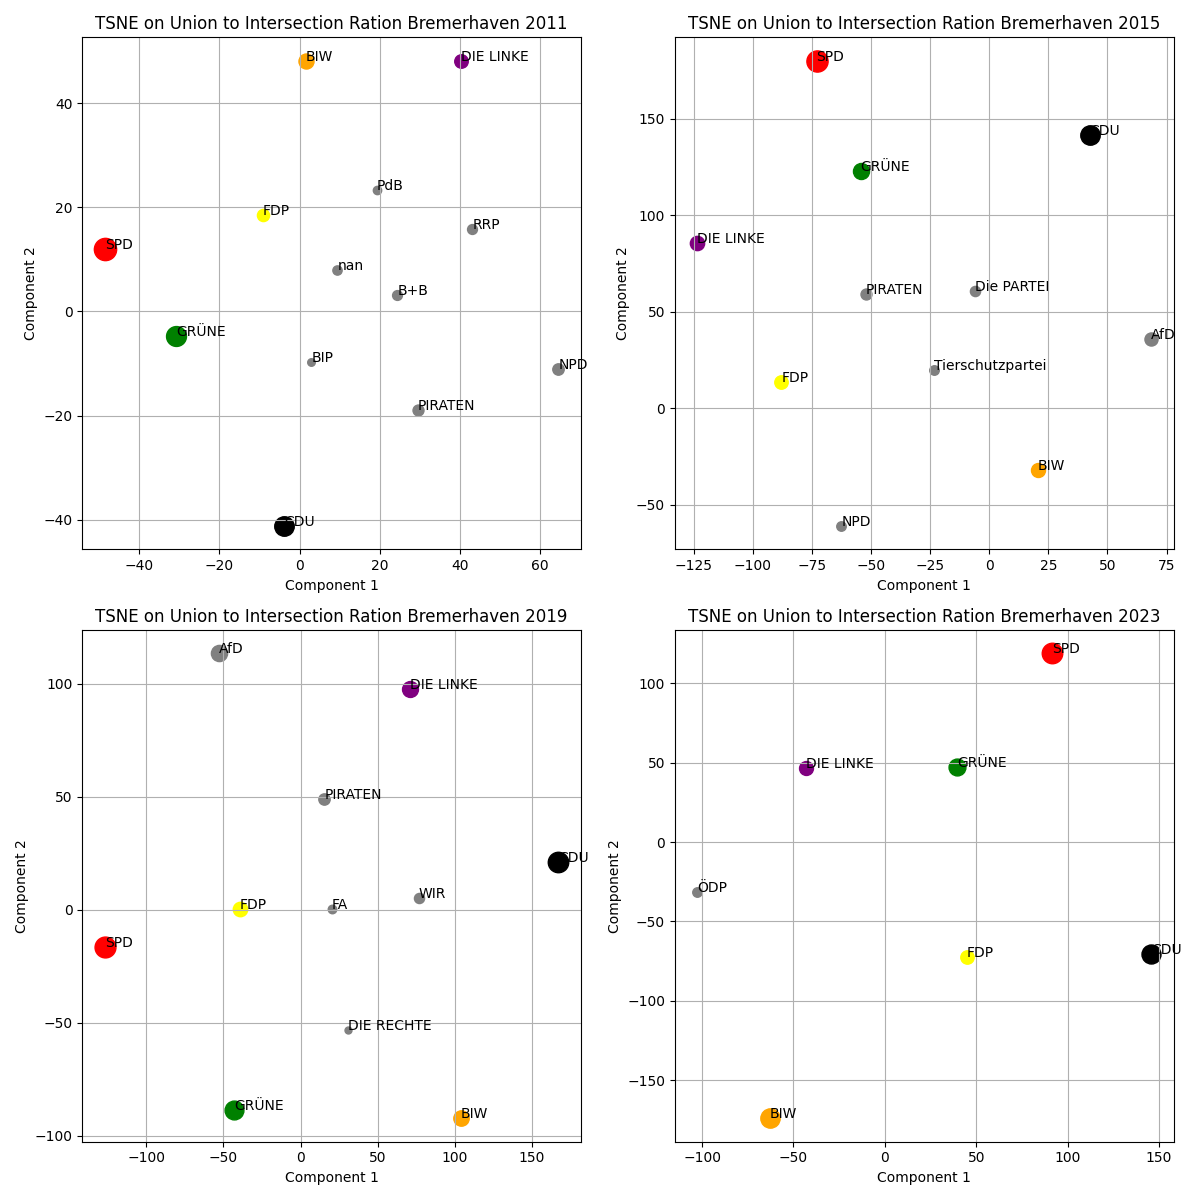 TSNE on Union to Intersection Ration Bremerhaven 2011
BIW
DIE LINKE
40
PdB
20
FDP
RRP
SPD
nan
B+B
0
GRÜNE
BIP
NPD
PIRATEN
−20
CDU
−40
−40
−20
0
20
40
60
Component 1
Component 2
TSNE on Union to Intersection Ration Bremerhaven 2015
SPD
150
CDU
GRÜNE
100
DIE LINKE
PIRATEN
Die PARTEI
50
AfD
Tierschutzpartei
FDP
0
BIW
−50
NPD
−125
−100
−75
−50
−25
0
25
50
75
Component 1
Component 2
TSNE on Union to Intersection Ration Bremerhaven 2019
AfD
DIE LINKE
100
PIRATEN
50
CDU
WIR
FDP
FA
0
SPD
−50
DIE RECHTE
GRÜNE
BIW
−100
−100
−50
0
50
100
150
Component 1
Component 2
TSNE on Union to Intersection Ration Bremerhaven 2023
SPD
100
DIE LINKE
GRÜNE
50
0
ÖDP
−50
FDP
CDU
−100
−150
BIW
−100
−50
0
50
100
150
Component 1
Component 2